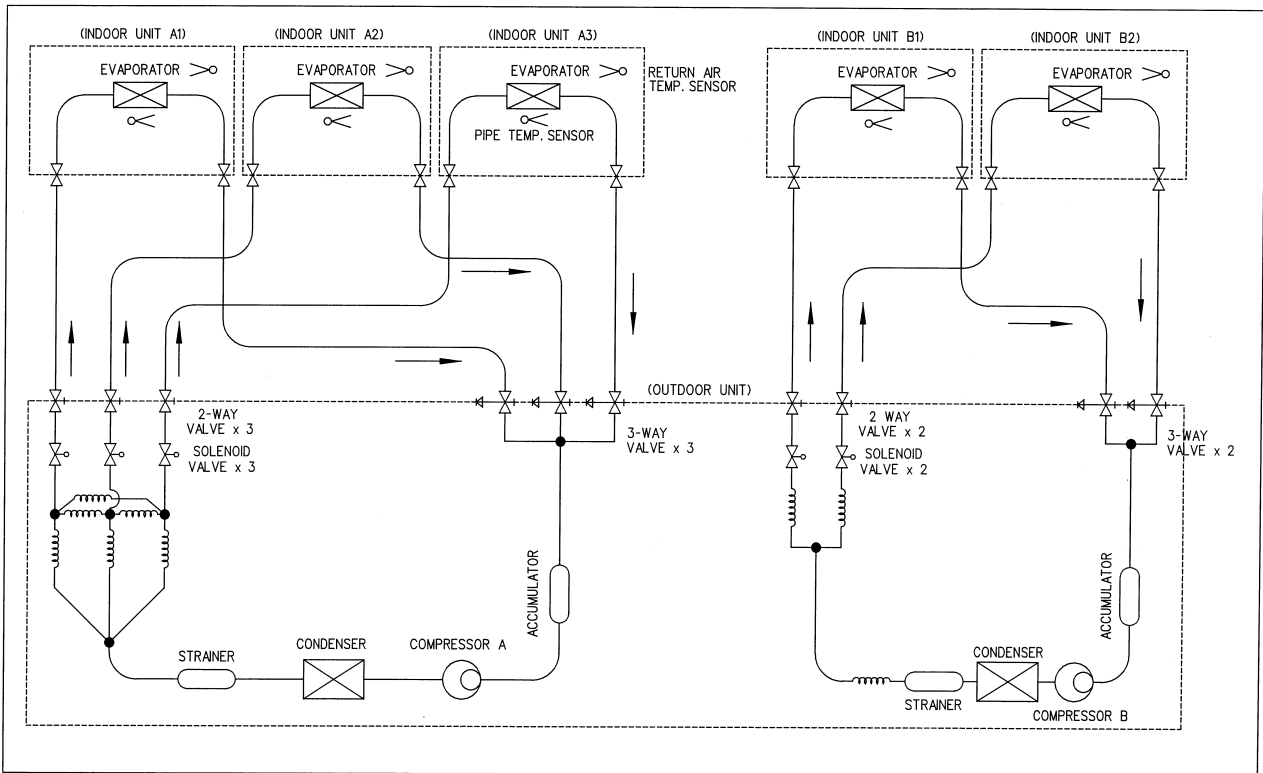 (INDOOR UNIT A1)
(INDOOR UNIT A2)
(INDOOR UNIT A3)
(INDOOR UNIT B1)
(INDOOR UNIT B2)
EVAPORATOR
EVAPORATOR
EVAPORATOR
RETURN AIR
TEMP. SENSOR
EVAPORATOR
EVAPORATOR
PIPE TEMP. SENSOR
(OUTDOOR UNIT)
2-WAY
VALVE x 3
SOLENOID
VALVE x 3
3-WAY
VALVE x 3
2 WAY
VALVE x 2
SOLENOID
VALVE x 2
3-WAY
VALVE x 2
ACCUMULATOR
ACCUMULATOR
STRAINER
CONDENSER
COMPRESSOR A
CONDENSER
STRAINER
COMPRESSOR B